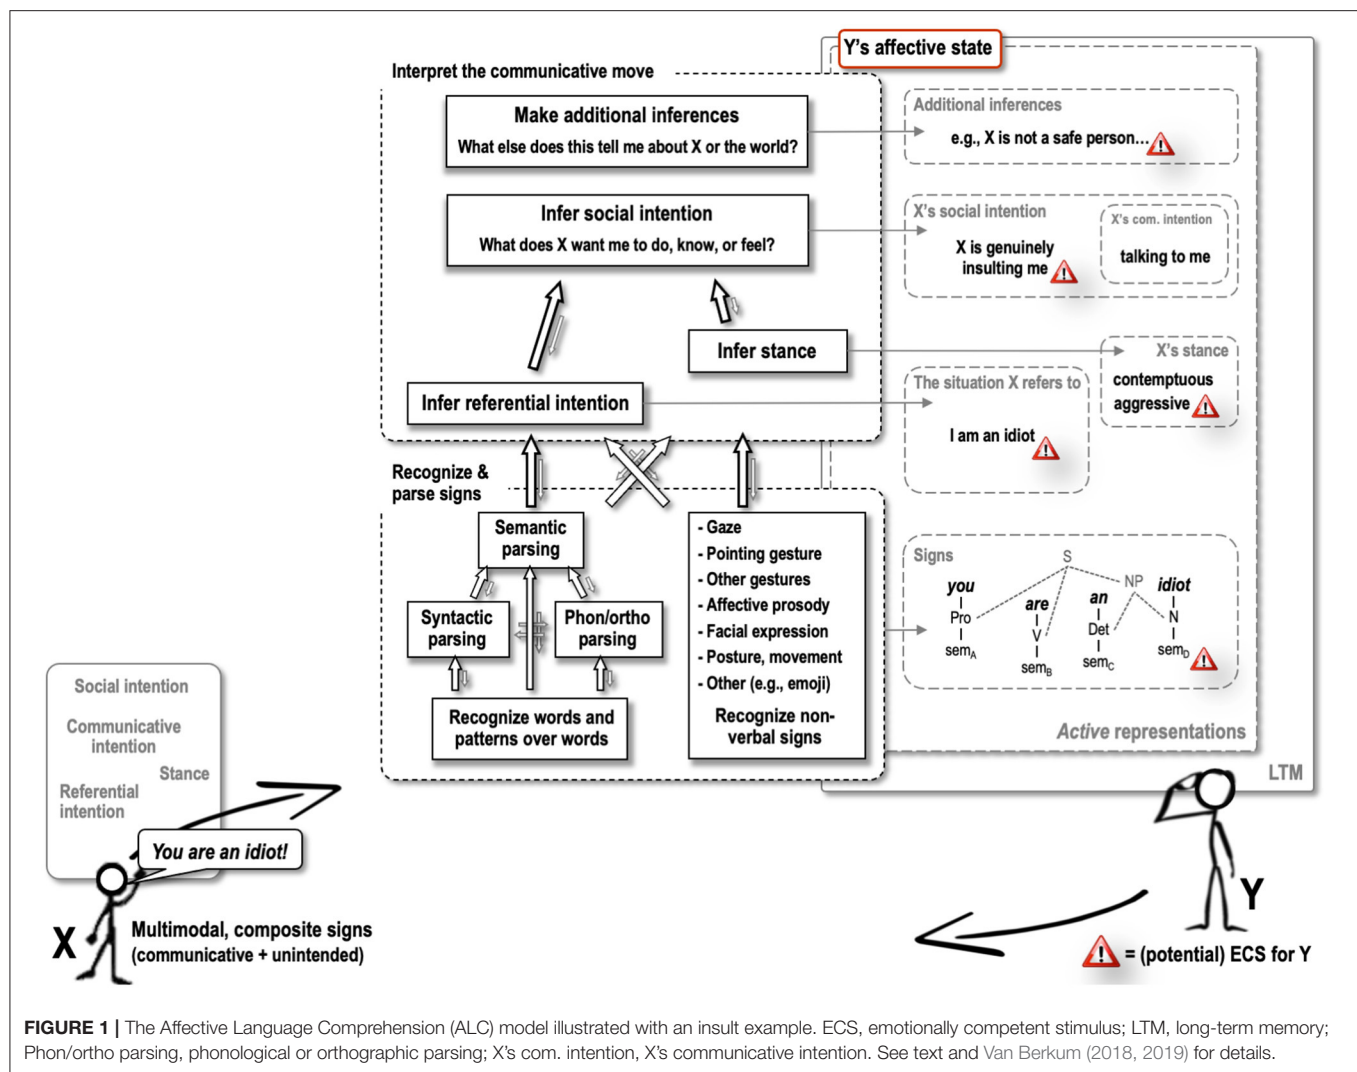 Y's affective state
Interpret the communicative move
Make additional inferences
What else does this tell me about X or the world?
Additional inferences
e.g., X is not a safe person...
Infer social intention
What does X want me to do, know, or feel?
X's social intention
X is genuinely
insulting me
X's com. intention
talking to me
Infer stance
X's stance
contemptuous
aggressive
Infer referential intention
The situation X refers to
I am an idiot
Recognize &
parse signs
Semantic
parsing
Syntactic
parsing
Phon/ortho
parsing
Recognize words and
patterns over words
- Gaze
- Pointing gesture
- Other gestures
- Affective prosody
- Facial expression
- Posture, movement
- Other (e.g., emoji)
Recognize non-
verbal signs
Signs
S
NP
you
are
an
idiot
Pro
V
Det
N
semA
semB
semC
semD
Active representations
LTM
Social intention
Communicative
intention
Stance
Referential
intention
You are an idiot!
X
Multimodal, composite signs
(communicative + unintended)
Y
! = (potential) ECS for Y
FIGURE 1 | The Affective Language Comprehension (ALC) model illustrated with an insult example. ECS, emotionally competent stimulus; LTM, long-term memory;
Phon/ortho parsing, phonological or orthographic parsing; X's com. intention, X's communicative intention. See text and Van Berkum (2018, 2019) for details.